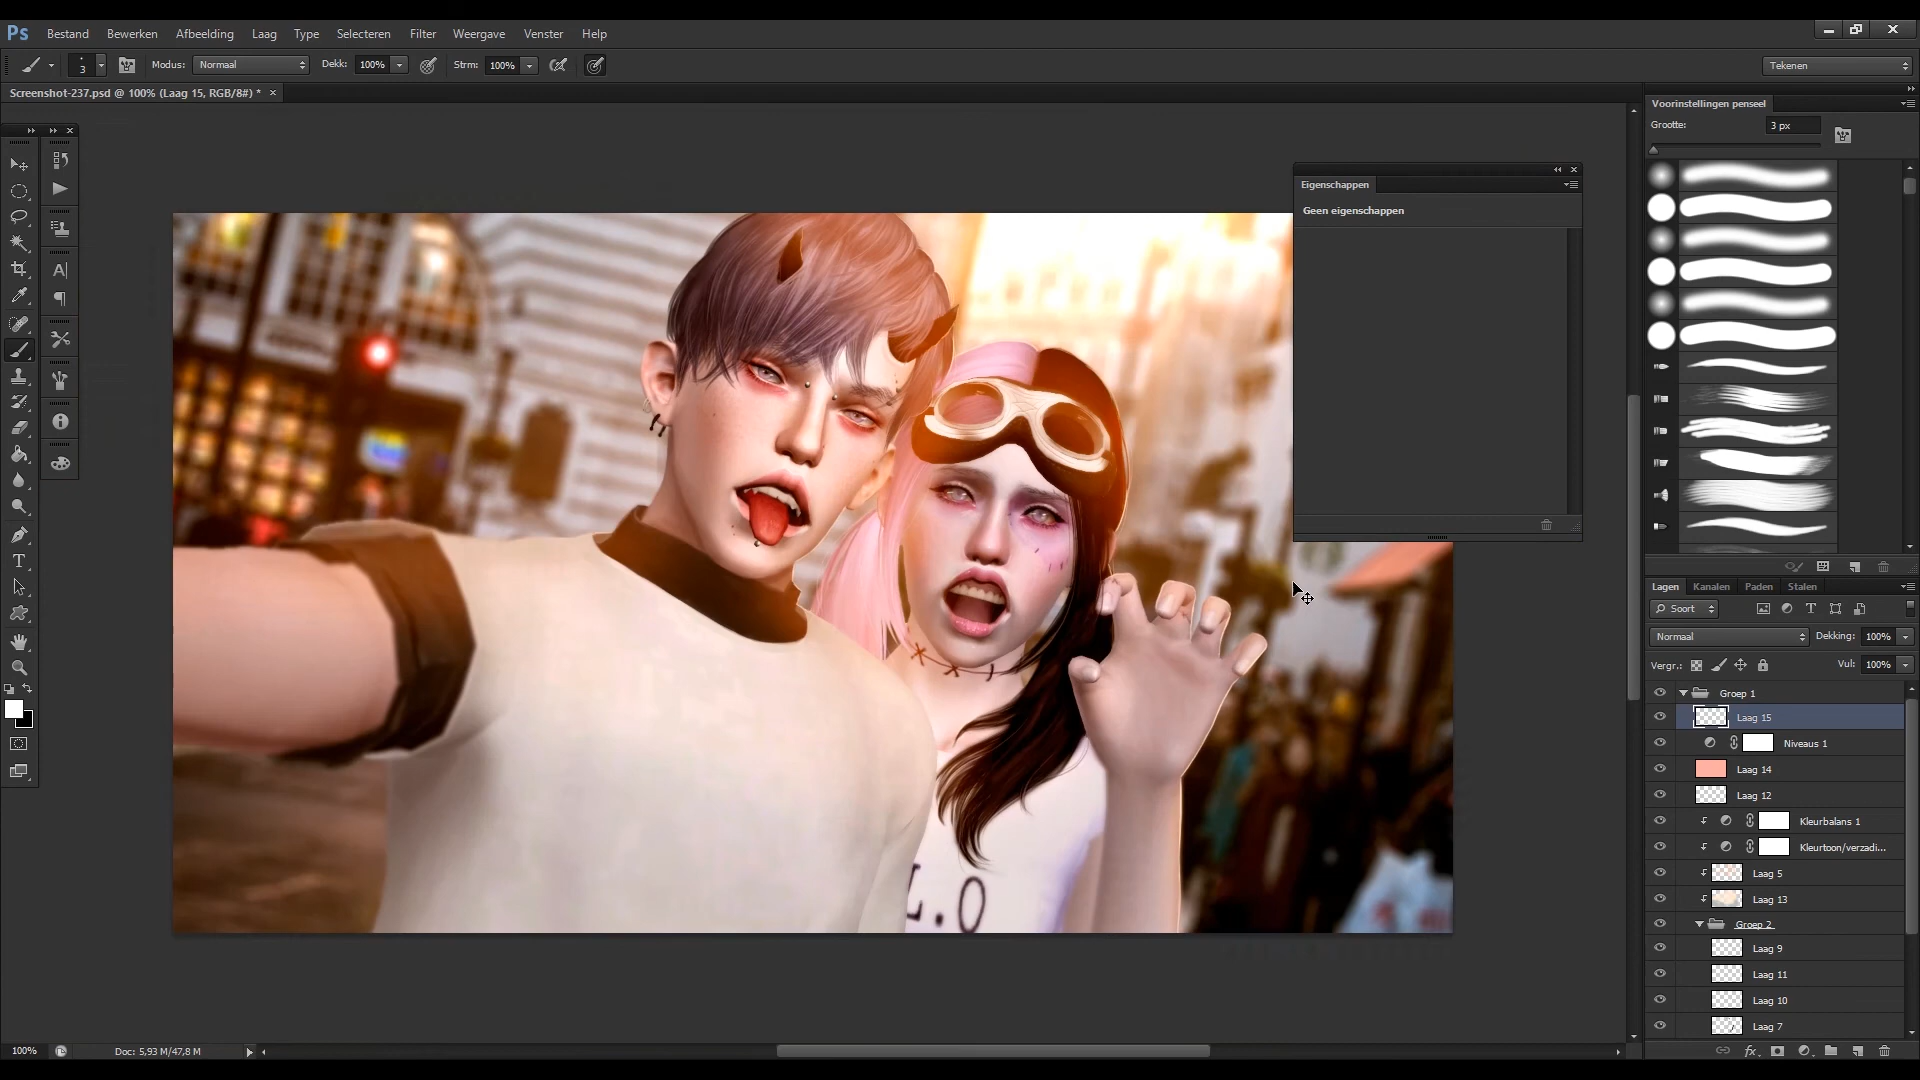 Ps Bestand Bewerken Afbeelding Laag Type Selecteren Filter Weergave Venster Help
3 Modus: Normaal Dekk: 100% Strm: 100% Tekenen
Screenshot-237.psd @ 100% (Laag 15, RGB/8#) * ×
Voorinstellingen penseel
Grootte: 3 px
Eigenschappen
Geen eigenschappen
Lagen Kanalen Paden Stalen
Soort
Normaal Dekking: 100%
Vergr.: Vul: 100%
Groep 1
Laag 15
Niveaus 1
Laag 14
Laag 12
Kleurbalans 1
Kleurtoon/verzadi...
Laag 5
Laag 13
Groep 2
Laag 9
Laag 11
Laag 10
Laag 7
100% Doc: 5,93 M/47,8 M